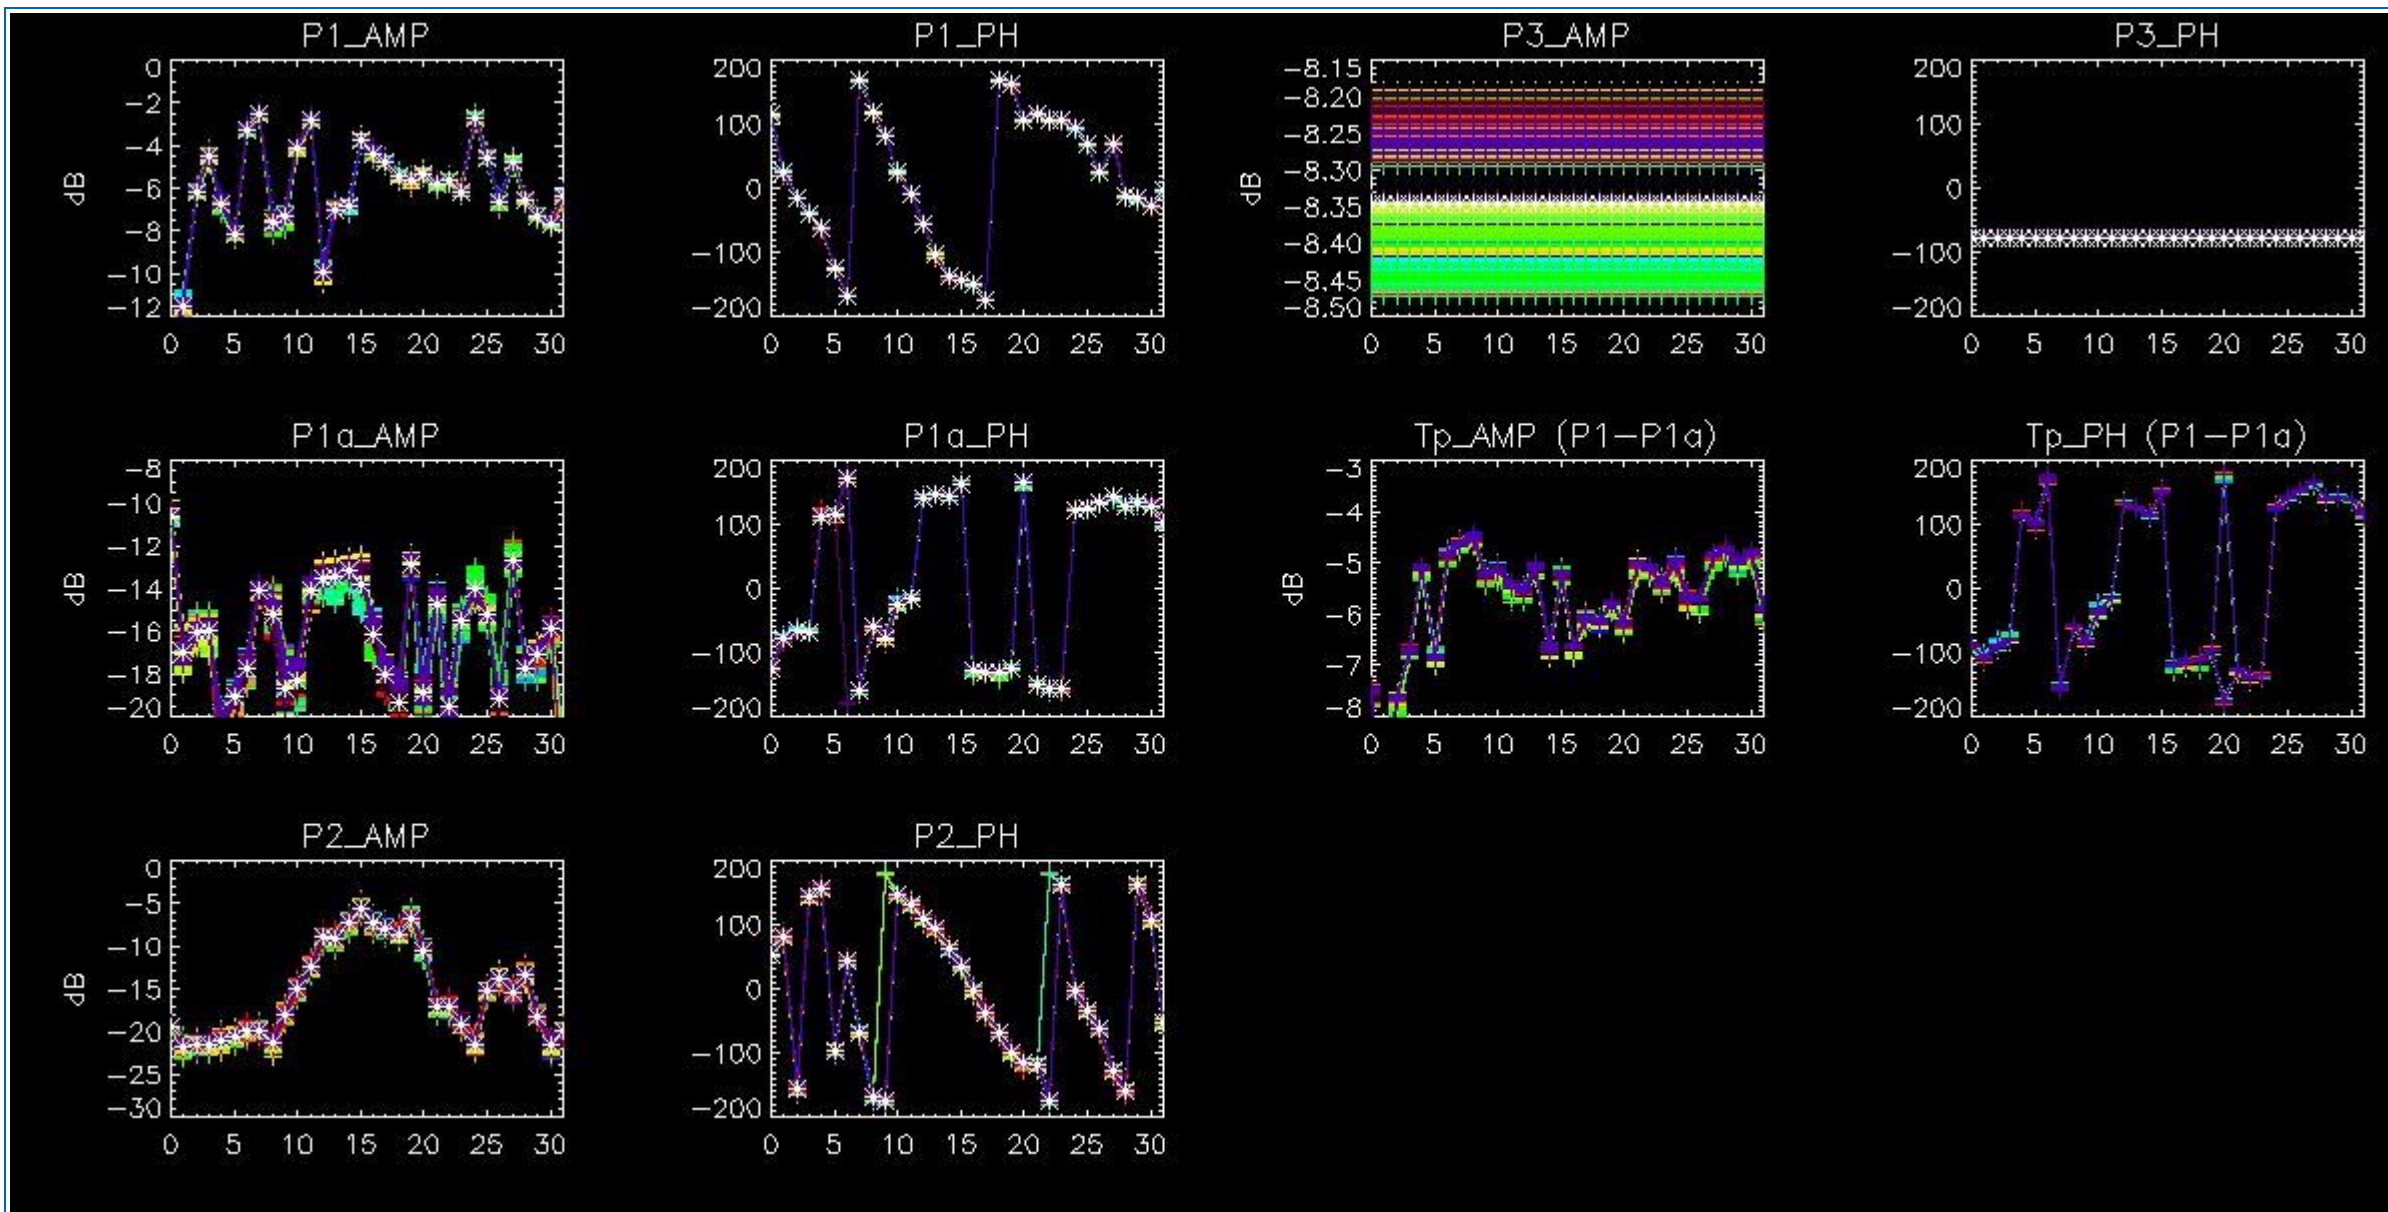 P1_AMP
0
−2
−4
−6
−8
−10
−12
dB
0 5 10 15 20 25 30
P1_PH
200
100
0
−100
−200
0 5 10 15 20 25 30
P3_AMP
−8.15
−8.20
−8.25
−8.30
−8.35
−8.40
−8.45
−8.50
dB
0 5 10 15 20 25 30
P3_PH
200
100
0
−100
−200
0 5 10 15 20 25 30
P1a_AMP
−8
−10
−12
−14
−16
−18
−20
dB
0 5 10 15 20 25 30
P1a_PH
200
100
0
−100
−200
0 5 10 15 20 25 30
Tp_AMP (P1−P1a)
−3
−4
−5
−6
−7
−8
dB
0 5 10 15 20 25 30
Tp_PH (P1−P1a)
200
100
0
−100
−200
0 5 10 15 20 25 30
P2_AMP
0
−5
−10
−15
−20
−25
−30
dB
0 5 10 15 20 25 30
P2_PH
200
100
0
−100
−200
0 5 10 15 20 25 30